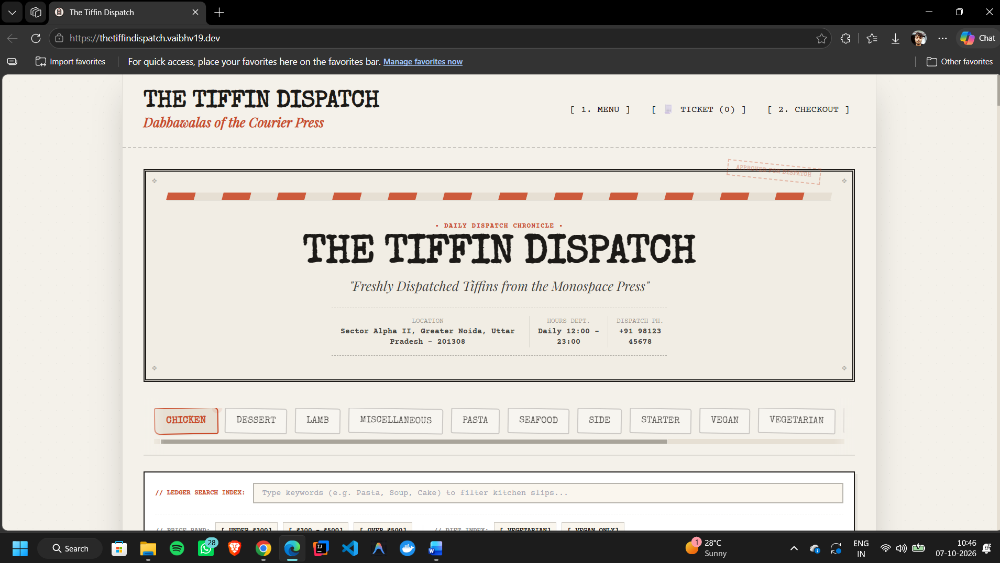 The Tiffin Dispatch
https://thetiffindispatch.vaibhv19.dev
Chat
Import favorites
For quick access, place your favorites here on the favorites bar. Manage favorites now
Other favorites
THE TIFFIN DISPATCH
Dabbawalas of the Courier Press
[ 1. MENU ]
[ TICKET (0) ]
[ 2. CHECKOUT ]
APPROVED FOR DISPATCH
• DAILY DISPATCH CHRONICLE •
THE TIFFIN DISPATCH
"Freshly Dispatched Tiffins from the Monospace Press"
LOCATION
Sector Alpha II, Greater Noida, Uttar
Pradesh - 201308
HOURS DEPT.
Daily 12:00 -
23:00
DISPATCH PH.
+91 98123
45678
CHICKEN
DESSERT
LAMB
MISCELLANEOUS
PASTA
SEAFOOD
SIDE
STARTER
VEGAN
VEGETARIAN
// LEDGER SEARCH INDEX:
Type keywords (e.g. Pasta, Soup, Cake) to filter kitchen slips...
// PRICE BAND:
[ UNDER ₹300]
[ ₹300 - ₹500]
[ OVER ₹500]
// DIET INDEX:
[ VEGETARIAN]
[ VEGAN ONLY]
Search
28
1
28°C
Sunny
ENG
IN
10:46
07-10-2026